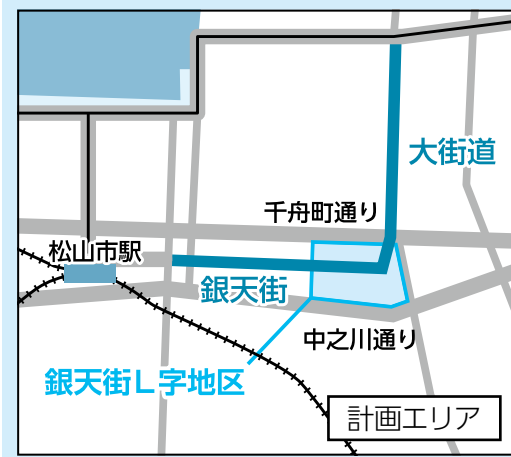 大街道
千舟町通り
松山市駅
銀天街
中之川通り
銀天街L字地区
計画エリア